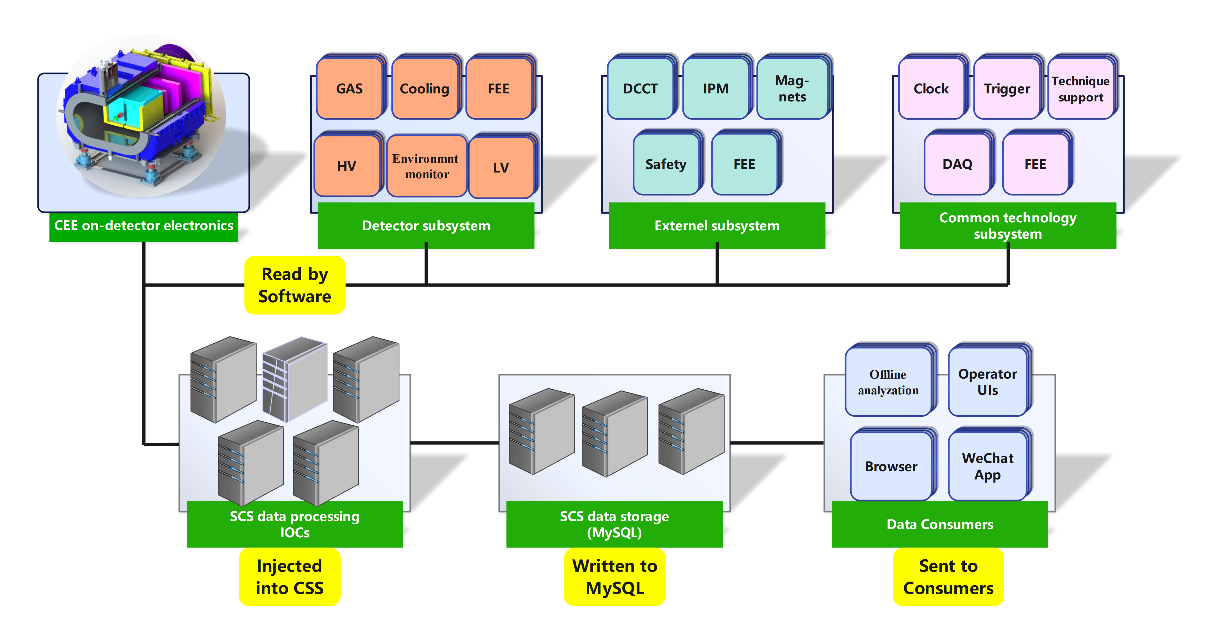 GAS
Cooling
FEE
HV
Environmnt
monitor
LV
DCCT
IPM
Mag-
nets
Safety
FEE
Clock
Trigger
Technique
support
DAQ
FEE
CEE on-detector electronics
Detector subsystem
Externel subsystem
Common technology
subsystem
Read by
Software
Offline
analyzation
Operator
UIs
Browser
WeChat
App
SCS data processing
IOCs
SCS data storage
(MySQL)
Data Consumers
Injected
into CSS
Written to
MySQL
Sent to
Consumers